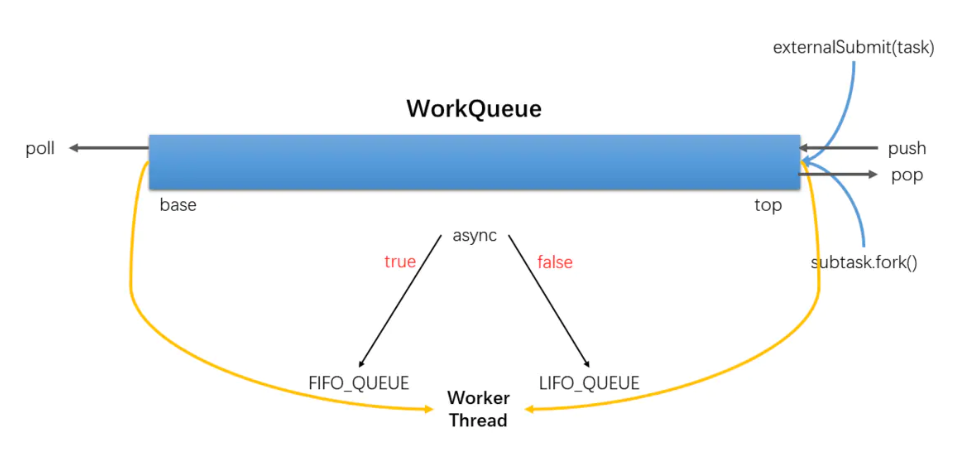 externalSubmit(task)
WorkQueue
poll
push
pop
base
top
async
true
false
subtask.fork()
FIFO_QUEUE
LIFO_QUEUE
Worker
Thread